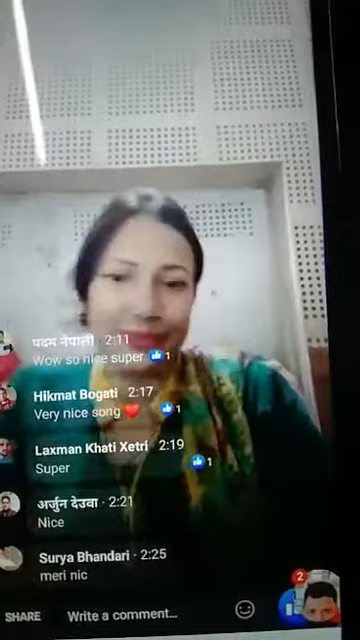 पदम नेपाली · 2:11
Wow so nice super 1
Hikmat Bogati · 2:17
Very nice song ❤️ 1
Laxman Khati Xetri · 2:19
Super 1
अर्जुन देउवा · 2:21
Nice
Surya Bhandari · 2:25
meri nic
2
SHARE Write a comment...